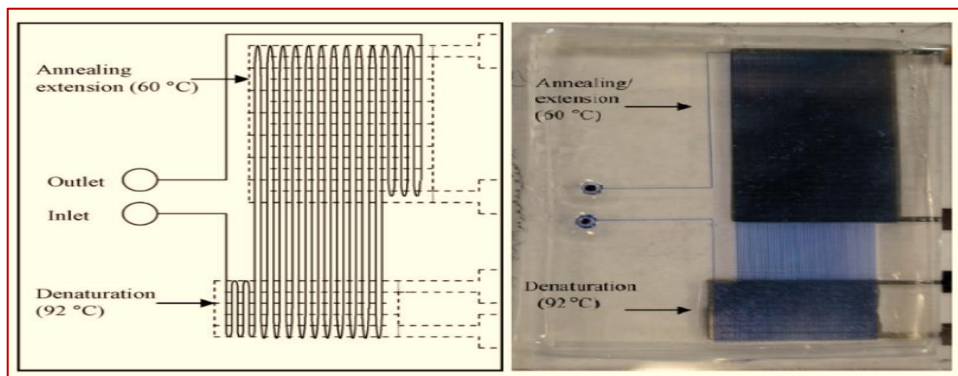 Annealing
extension (60 °C)
Outlet
Inlet
Denaturation
(92 °C)
Annealing/
extension
(60 °C)
Denaturation
(92 °C)